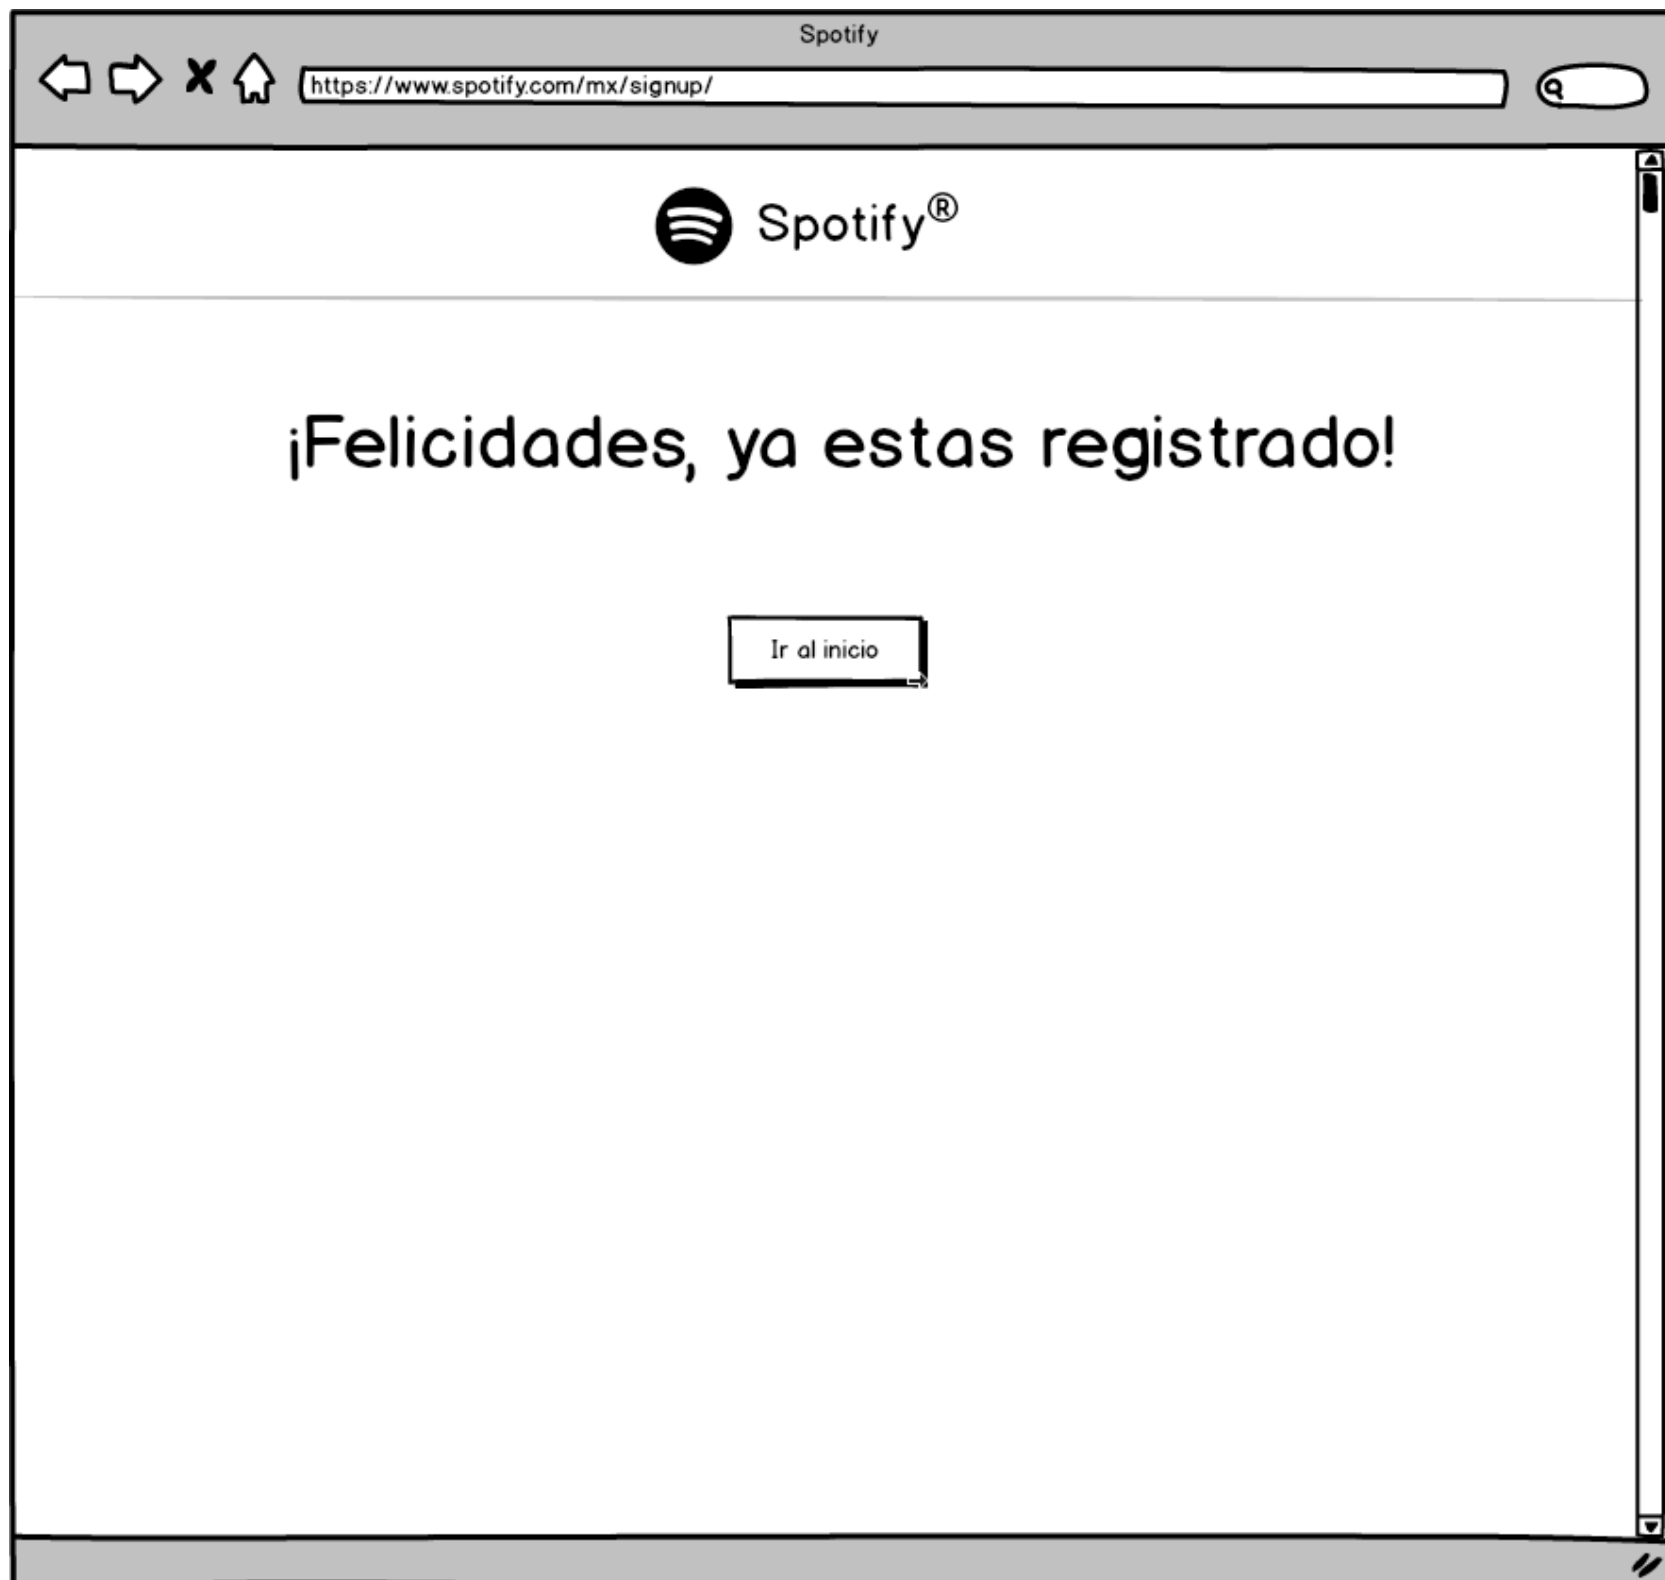 Spotify
https://www.spotify.com/mx/signup/
Spotify®
¡Felicidades, ya estas registrado!
Ir al inicio